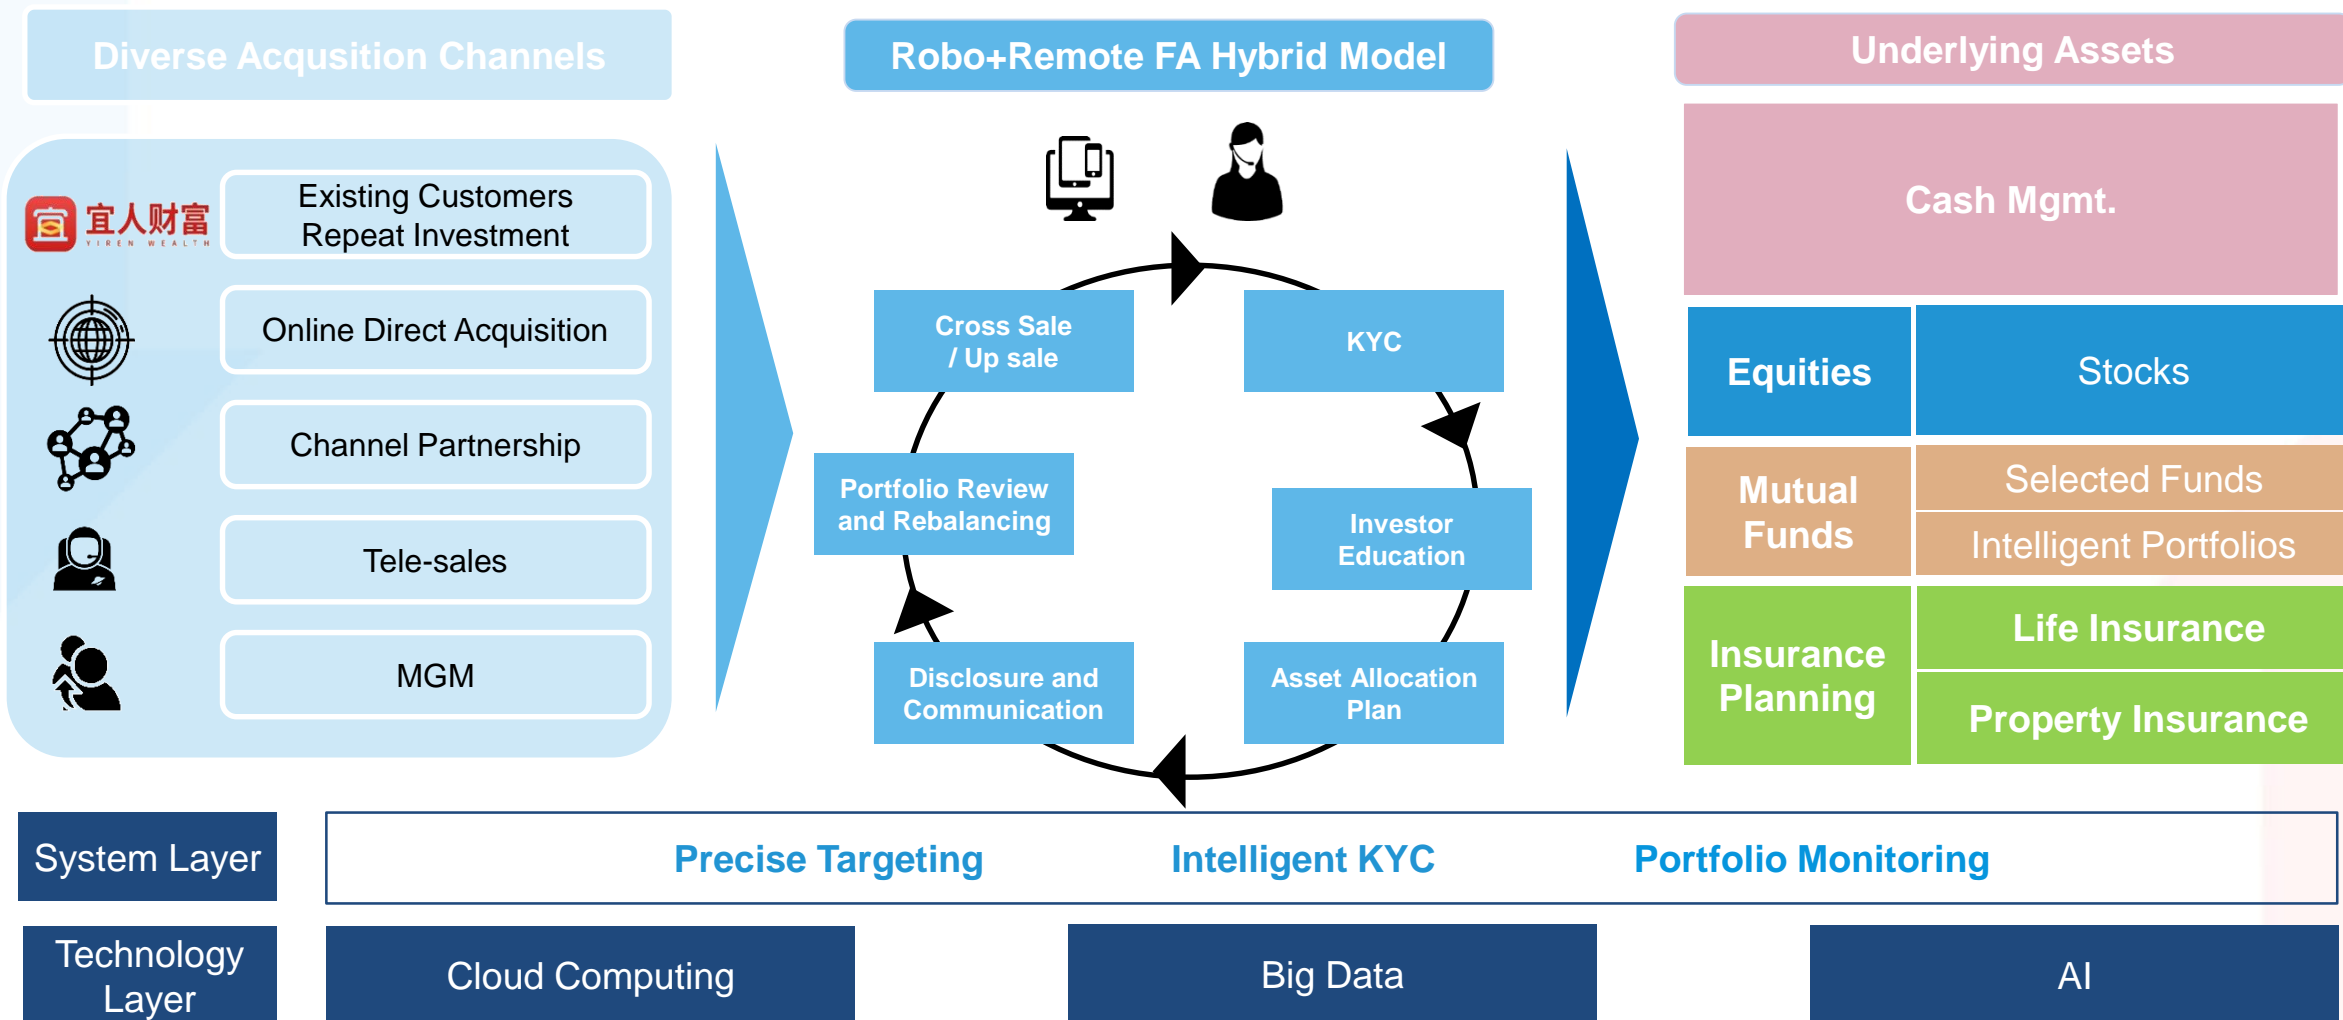 Diverse Acqusition Channels
宜人财富
YIREN WEALTH
Existing Customers
Repeat Investment
Online Direct Acquisition
Channel Partnership
Tele-sales
MGM
Robo+Remote FA Hybrid Model
Cross Sale
/ Up sale
KYC
Portfolio Review
and Rebalancing
Investor
Education
Disclosure and
Communication
Asset Allocation
Plan
Underlying Assets
Cash Mgmt.
Equities
Stocks
Mutual
Funds
Selected Funds
Intelligent Portfolios
Insurance
Planning
Life Insurance
Property Insurance
System Layer
Precise Targeting
Intelligent KYC
Portfolio Monitoring
Technology
Layer
Cloud Computing
Big Data
AI